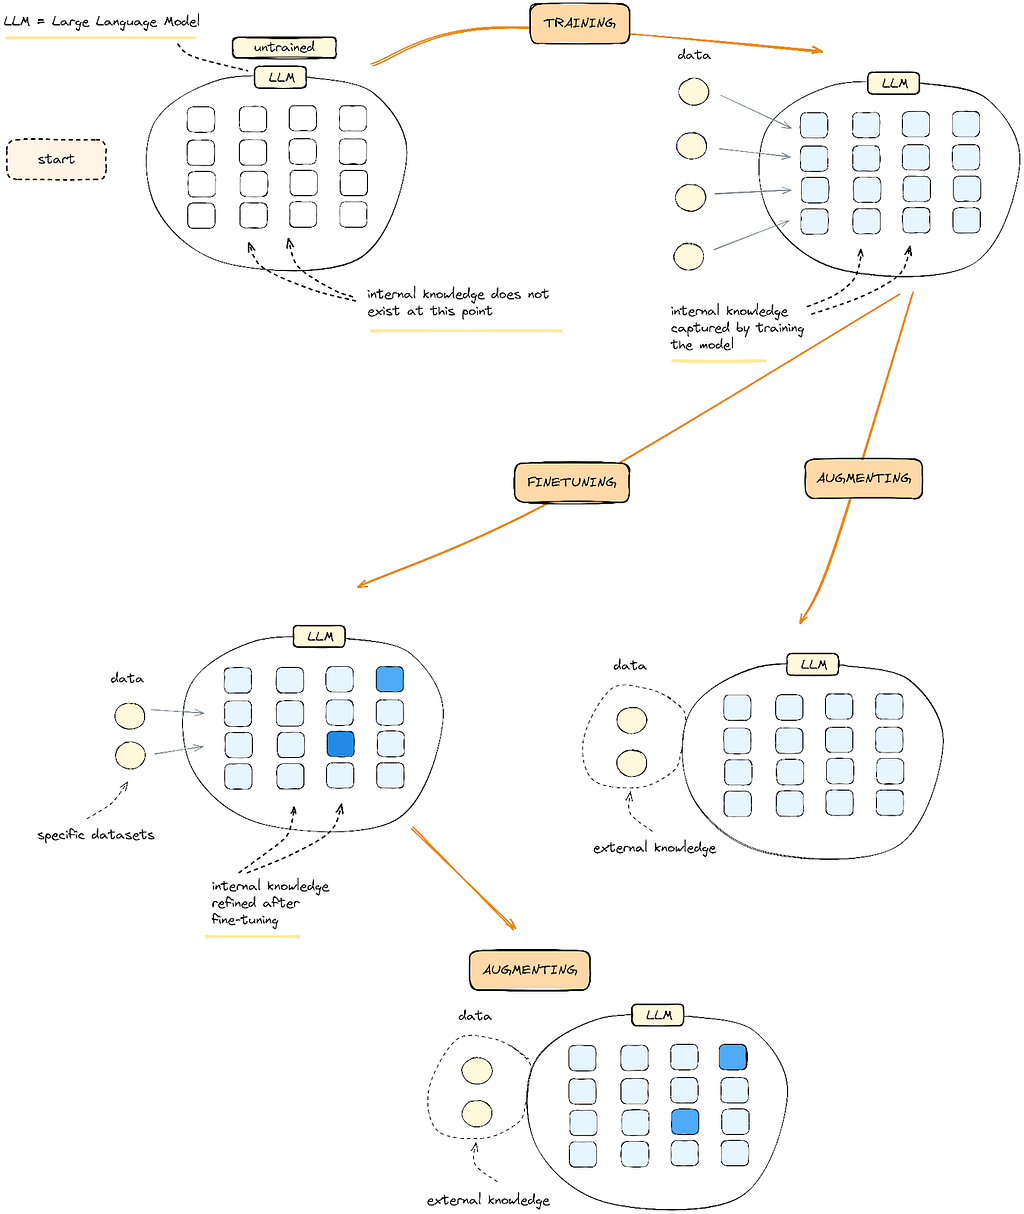 LLM = Large Language Model
untrained
LLM
start
internal knowledge does not
exist at this point
TRAINING
data
LLM
internal knowledge
captured by training
the model
FINETUNING
AUGMENTING
LLM
data
specific datasets
internal knowledge
refined after
fine-tuning
data
LLM
external knowledge
AUGMENTING
data
LLM
external knowledge